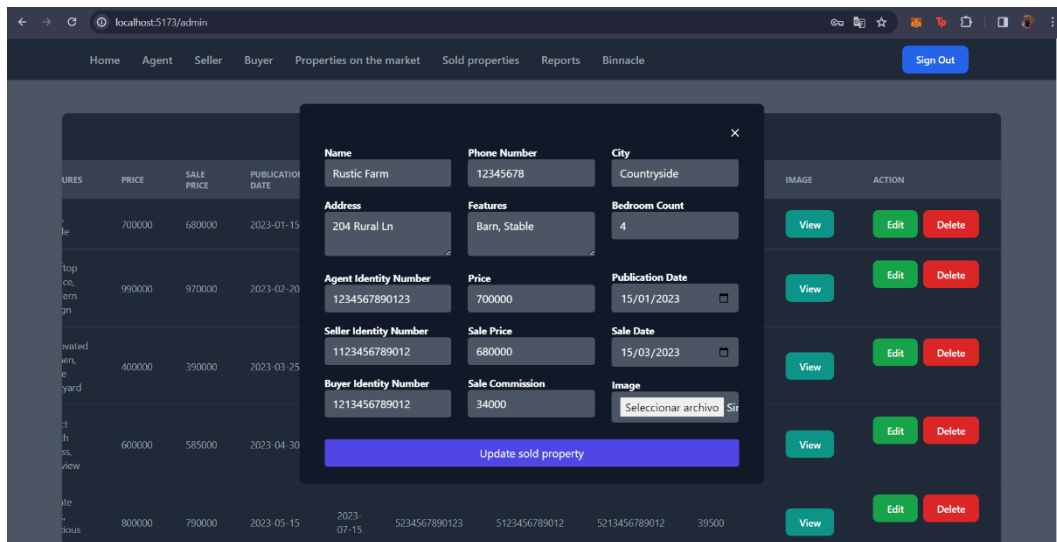 localhost:5173/admin
Home Agent Seller Buyer Properties on the market Sold properties Reports Binnacle Sign Out
×
Name Phone Number City
Rustic Farm 12345678 Countryside
URES PRICE SALE PRICE PUBLICATION DATE IMAGE ACTION
Address Features Bedroom Count
204 Rural Ln Barn, Stable 4
700000 680000 2023-01-15 View Edit Delete
Agent Identity Number Price Publication Date
1234567890123 700000 15/01/2023
990000 970000 2023-02-20 View Edit Delete
Seller Identity Number Sale Price Sale Date
1123456789012 680000 15/03/2023
400000 390000 2023-03-25 View Edit Delete
Buyer Identity Number Sale Commission Image
1213456789012 34000 Seleccionar archivo Sir
600000 585000 2023-04-30 View Edit Delete
Update sold property
800000 790000 2023-05-15 2023-07-15 5234567890123 5123456789012 5213456789012 39500 View Edit Delete